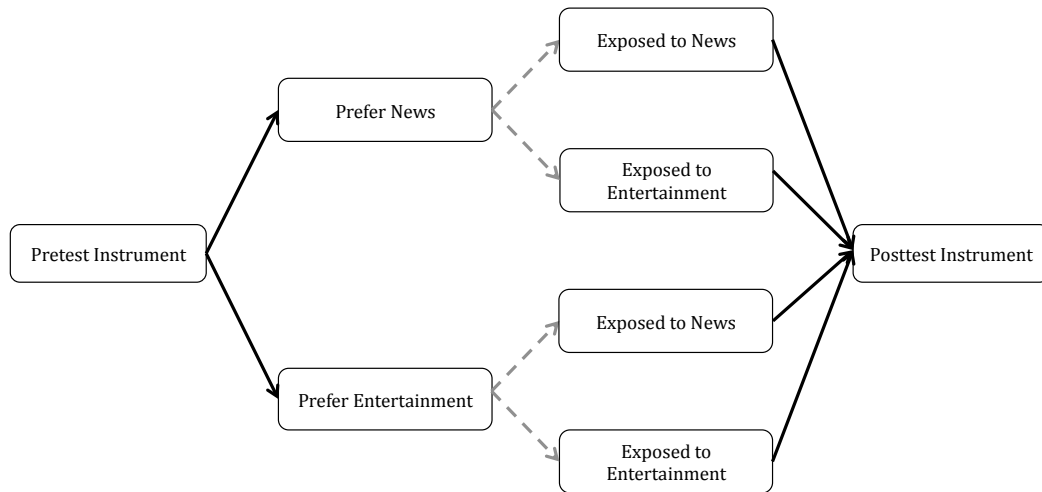 Exposed to News
Prefer News
Exposed to
Entertainment
Pretest Instrument
Posttest Instrument
Exposed to News
Prefer Entertainment
Exposed to
Entertainment